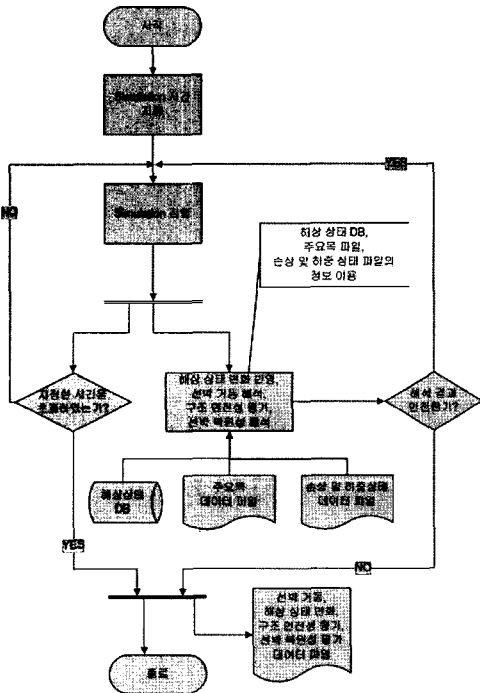 시작
Simulation 시간
지정
YES
NO
Simulation 진행
해상 상태 DB,
주요목 파일,
손상 및 하중 상태 파일의
정보 이용
지정한 시간을
초과하였는가?
해상 상태 변화 반영,
선박 거동 해석,
구조 안전성 평가,
선박 복원성 해석
해석 결과
안전한가?
해상상태
DB
주요목
데이터 파일
손상 및 하중상태
데이터 파일
YES
NO
선박 거동,
해상 상태 변화,
구조 안전성 평가,
선박 복원성 평가
데이터 파일
종료